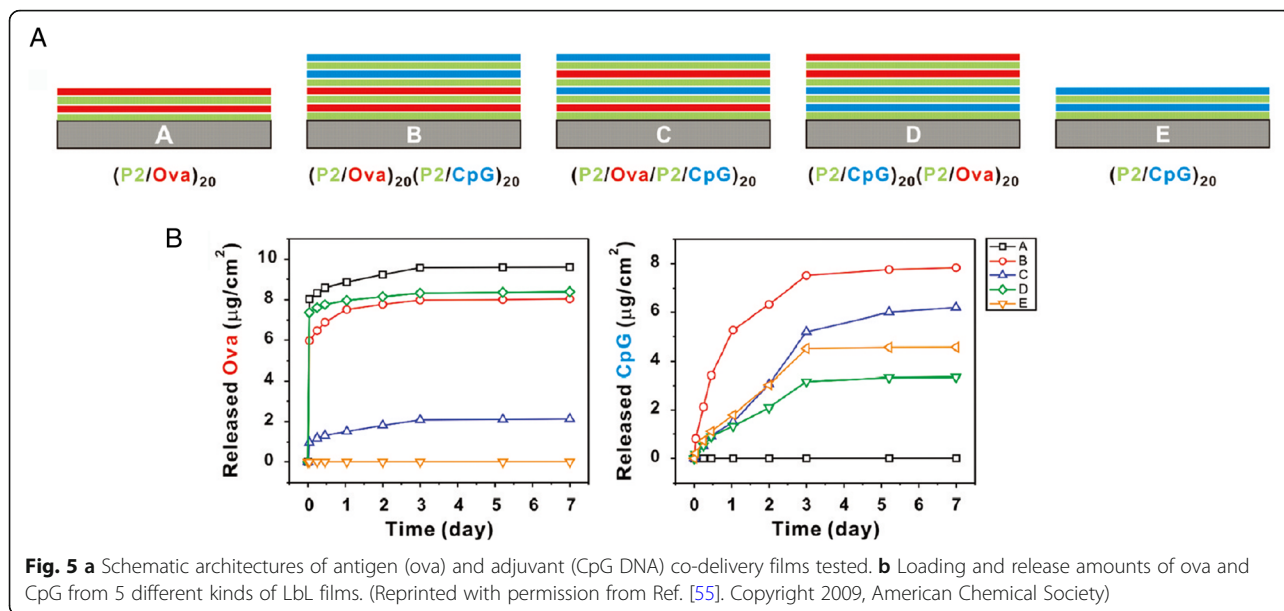 A
A
B
C
D
E
(P2/Ova)20
(P2/Ova)20(P2/CpG)20
(P2/Ova/P2/CpG)20
(P2/CpG)20(P2/Ova)20
(P2/CpG)20
B
Released Ova (µg/cm2)
10
8
6
4
2
0
0 1 2 3 4 5 6 7
Time (day)
Released CpG (µg/cm2)
8
6
4
2
0
0 1 2 3 4 5 6 7
Time (day)
A
B
C
D
E
Fig. 5 a Schematic architectures of antigen (ova) and adjuvant (CpG DNA) co-delivery films tested. b Loading and release amounts of ova and
CpG from 5 different kinds of LbL films. (Reprinted with permission from Ref. [55]. Copyright 2009, American Chemical Society)